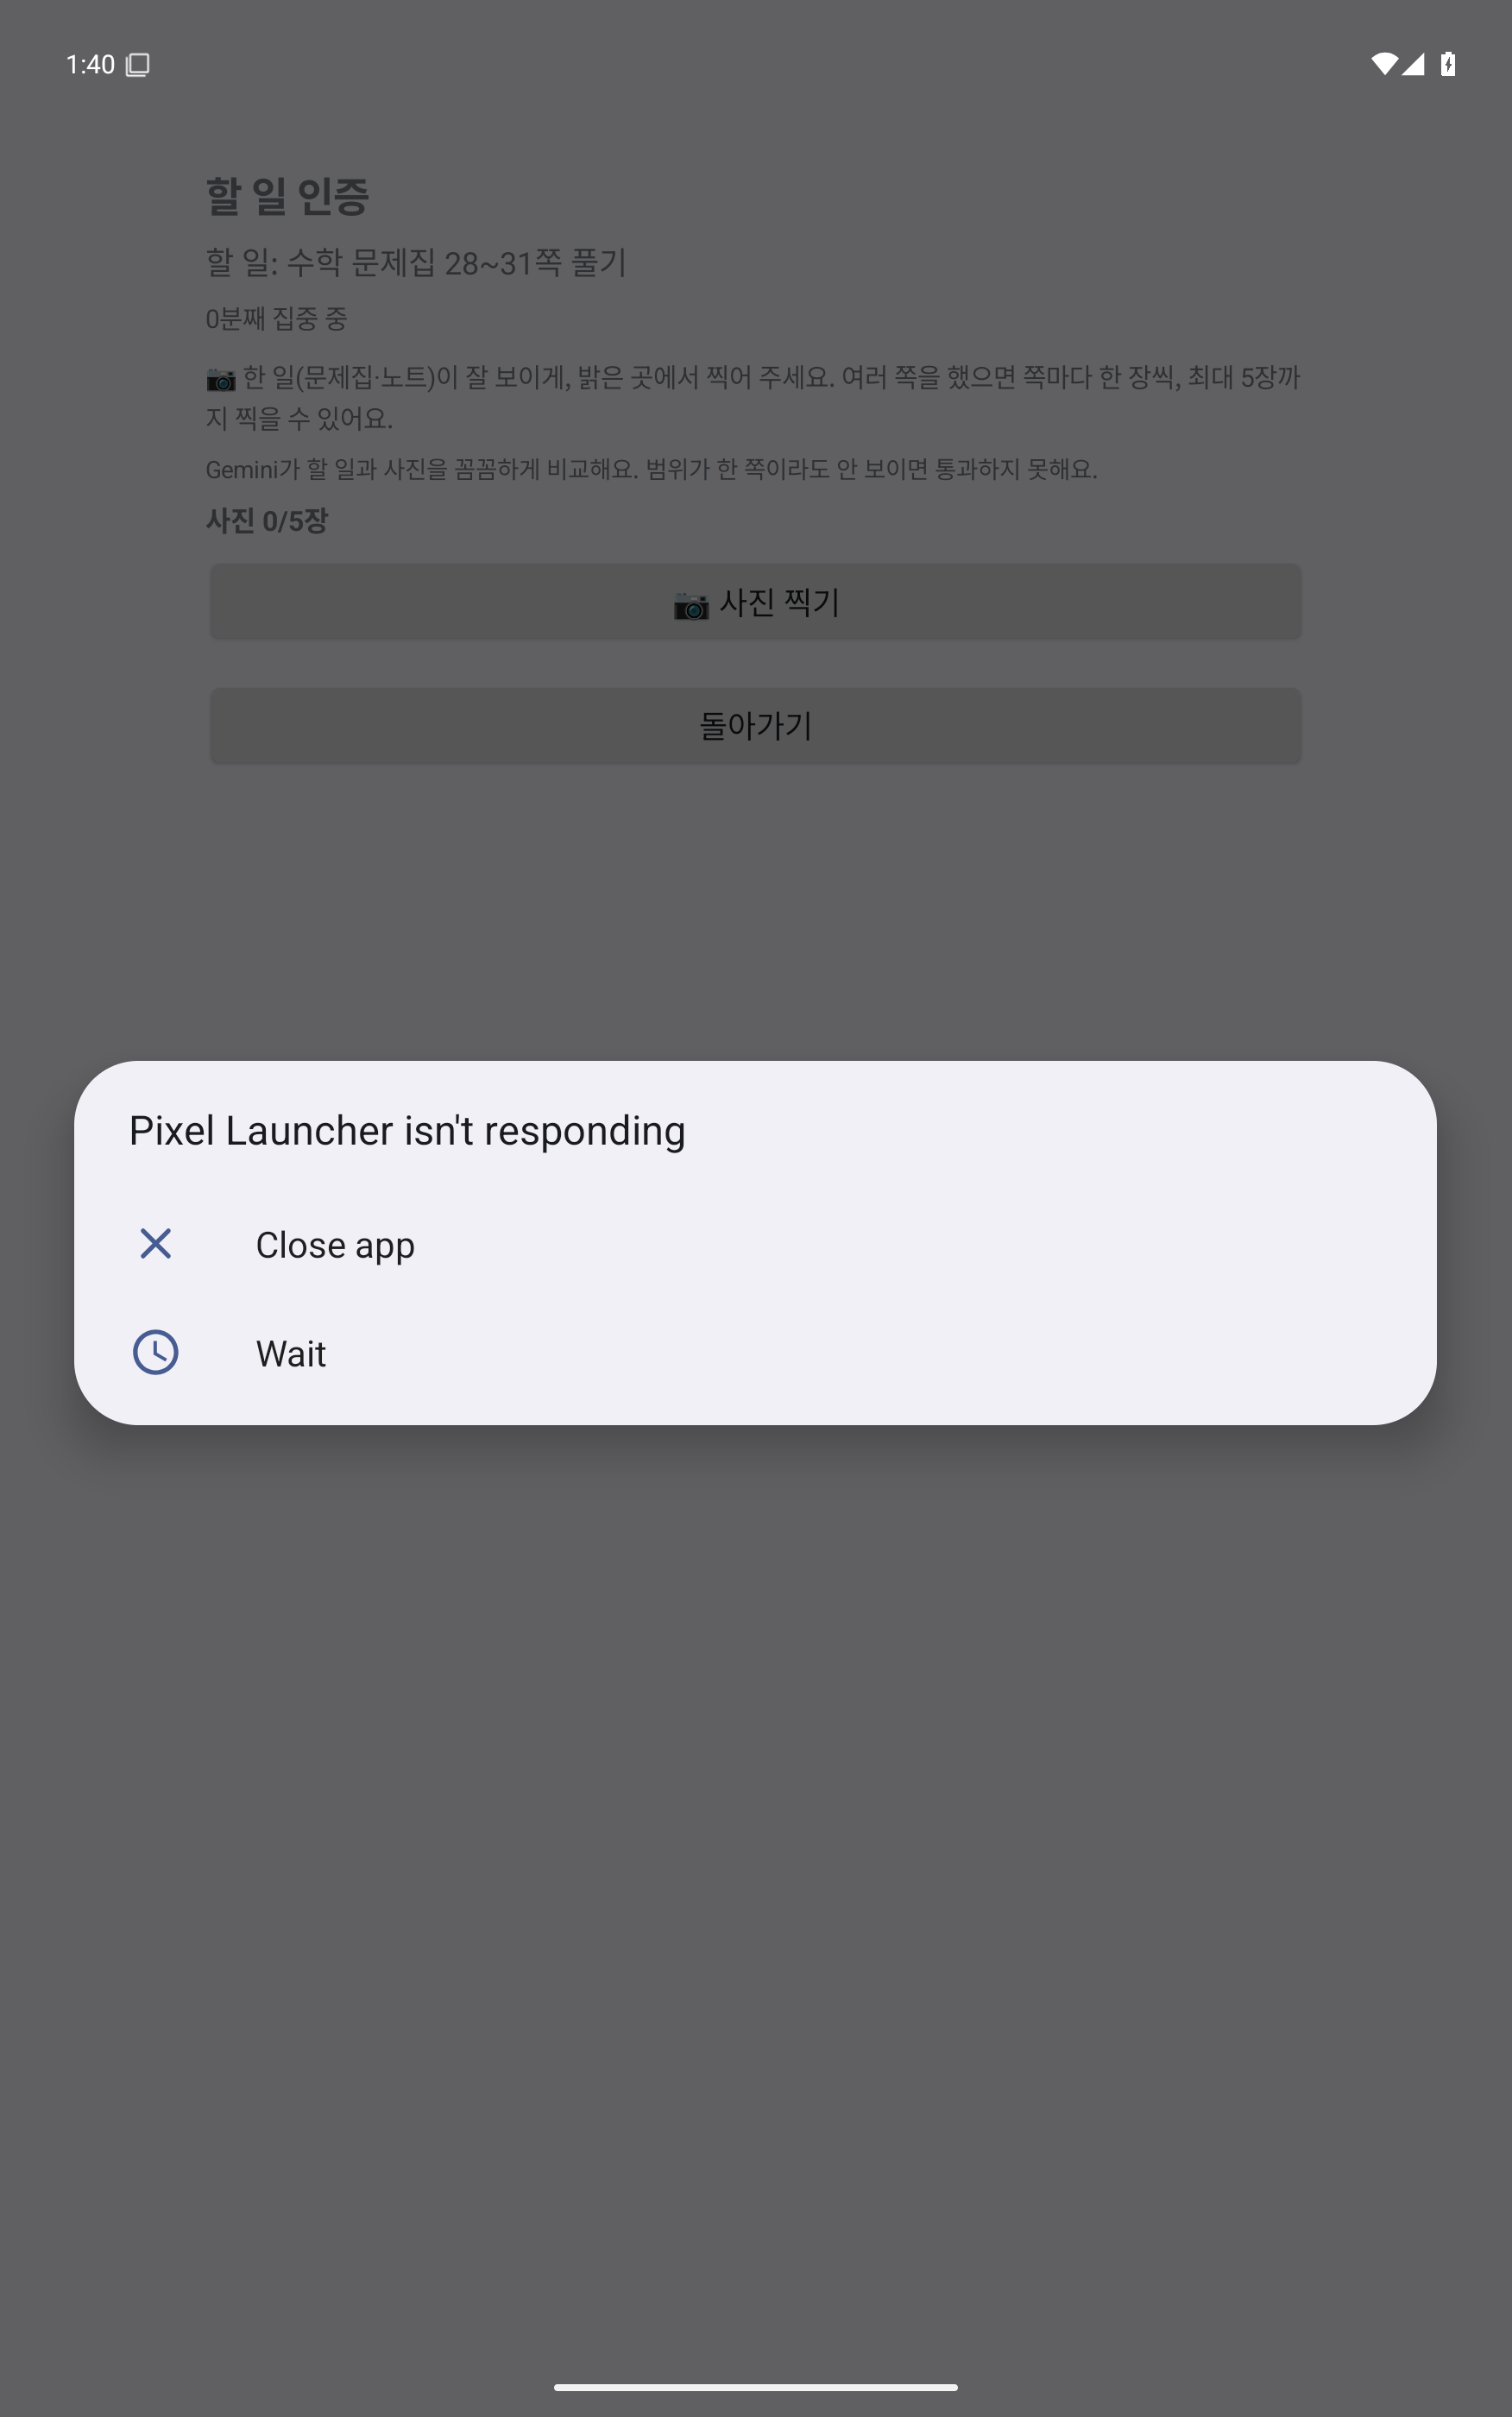 1:40
할 일 인증
할 일: 수학 문제집 28~31쪽 풀기
0분째 집중 중
📷 한 일(문제집·노트)이 잘 보이게, 밝은 곳에서 찍어 주세요. 여러 쪽을 했으면 쪽마다 한 장씩, 최대 5장까
지 찍을 수 있어요.
Gemini가 할 일과 사진을 꼼꼼하게 비교해요. 범위가 한 쪽이라도 안 보이면 통과하지 못해요.
사진 0/5장
📷 사진 찍기
돌아가기
Pixel Launcher isn't responding
Close app
Wait